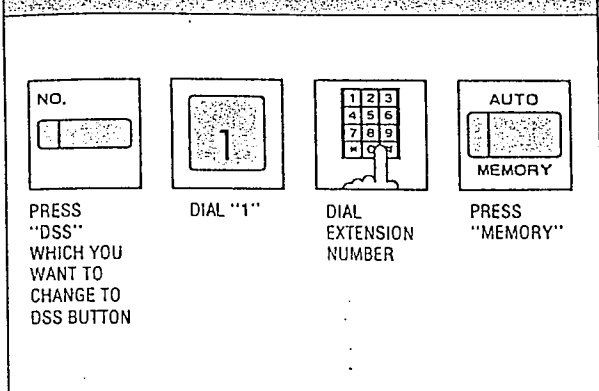 NO.
1
1 2 3
4 5 6
7 8 9
* 0 #
AUTO
MEMORY
PRESS
"DSS"
WHICH YOU
WANT TO
CHANGE TO
DSS BUTTON
DIAL "1"
DIAL
EXTENSION
NUMBER
PRESS
"MEMORY"